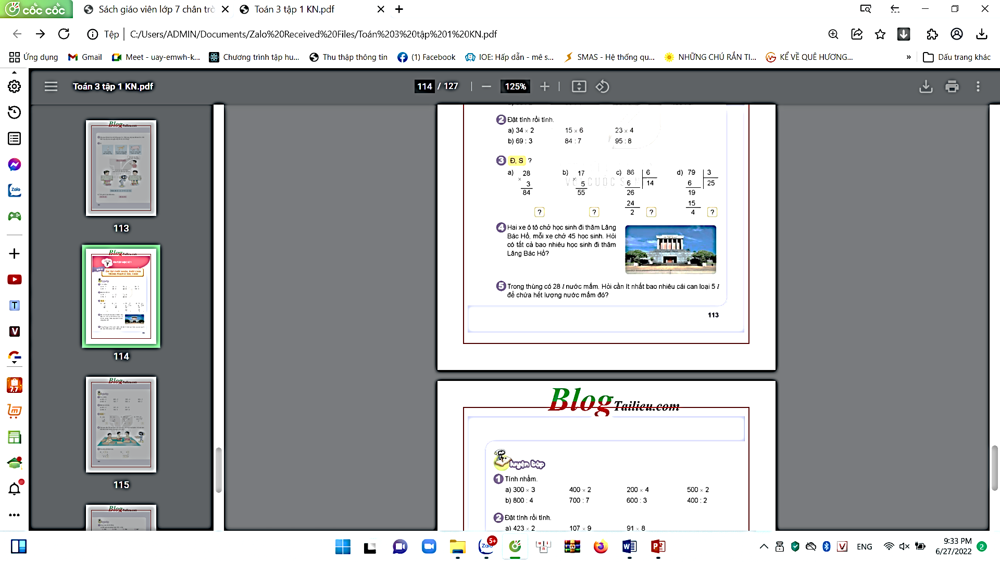 cốc cốc
Sách giáo viên lớp 7 chân trờ
Toán 3 tập 1 KN.pdf
Tệp
C:/Users/ADMIN/Documents/Zalo%20Received%20Files/Toán%203%20tập%201%20KN.pdf
Ứng dụng
Gmail
Meet - uay-emwh-k...
Chương trình tập hu...
Thu thập thông tin
(1) Facebook
IOE: Hấp dẫn - mê s...
SMAS - Hệ thống qu...
NHỮNG CHÚ RẮN TI...
KỂ VỀ QUÊ HƯƠNG...
»
Dấu trang khác
Toán 3 tập 1 KN.pdf
114 / 127
125%
113
114
115
2 Đặt tính rồi tính.
a) 34 × 2 15 × 6 23 × 4
b) 69 : 3 84 : 7 95 : 8
3 Đ, S ?
a) 28 b) 17 c) 86 6 d) 79 3
× 3 × 5 6 14 6 25
84 55 26 19
24 15
? ? 2 ? 4 ?
4 Hai xe ô tô chở học sinh đi thăm Lăng
Bác Hồ, mỗi xe chở 45 học sinh. Hỏi
có tất cả bao nhiêu học sinh đi thăm
Lăng Bác Hồ?
5 Trong thùng có 28 l nước mắm. Hỏi cần ít nhất bao nhiêu cái can loại 5 l
để chứa hết lượng nước mắm đó?
113
Blog Tailieu.com
Luyện tập
1 Tính nhẩm.
a) 300 × 3 400 × 2 200 × 4 500 × 2
b) 800 : 4 700 : 7 600 : 3 400 : 2
2 Đặt tính rồi tính.
a) 423 × 2 107 × 9 91 × 8
ENG
9:33 PM
6/27/2022
2